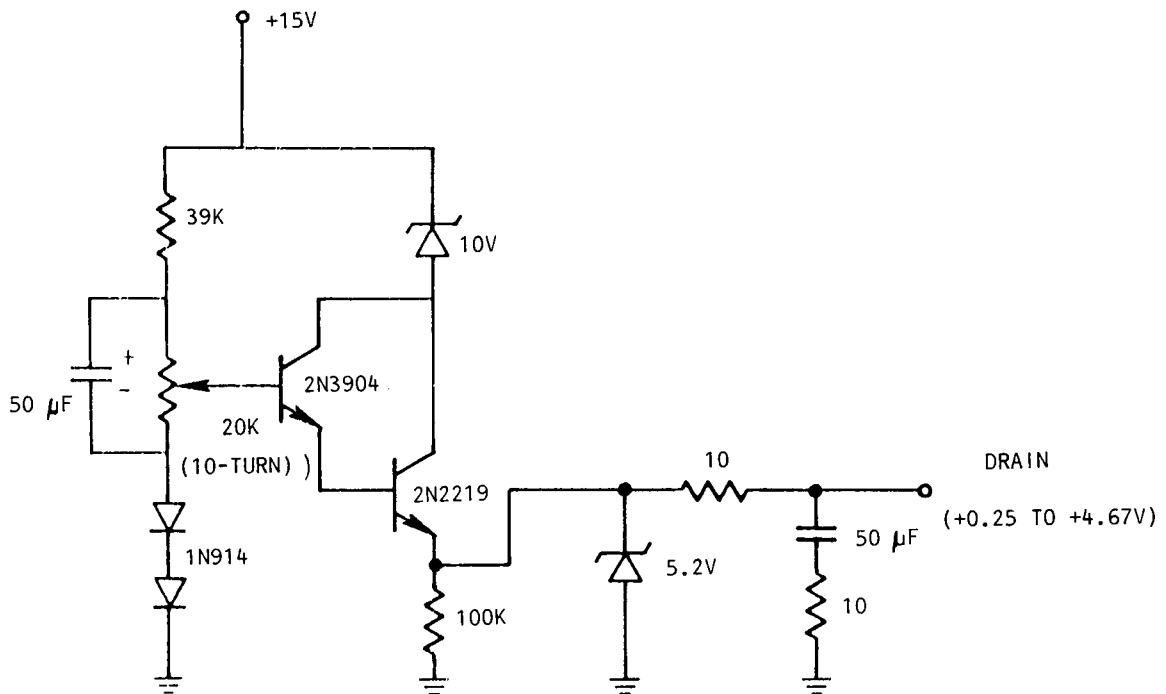 +15V
39K
10V
+
-
50 μF
2N3904
20K
(10-TURN) )
2N2219
1N914
100K
5.2V
10
DRAIN
(+0.25 TO +4.67V)
50 μF
10